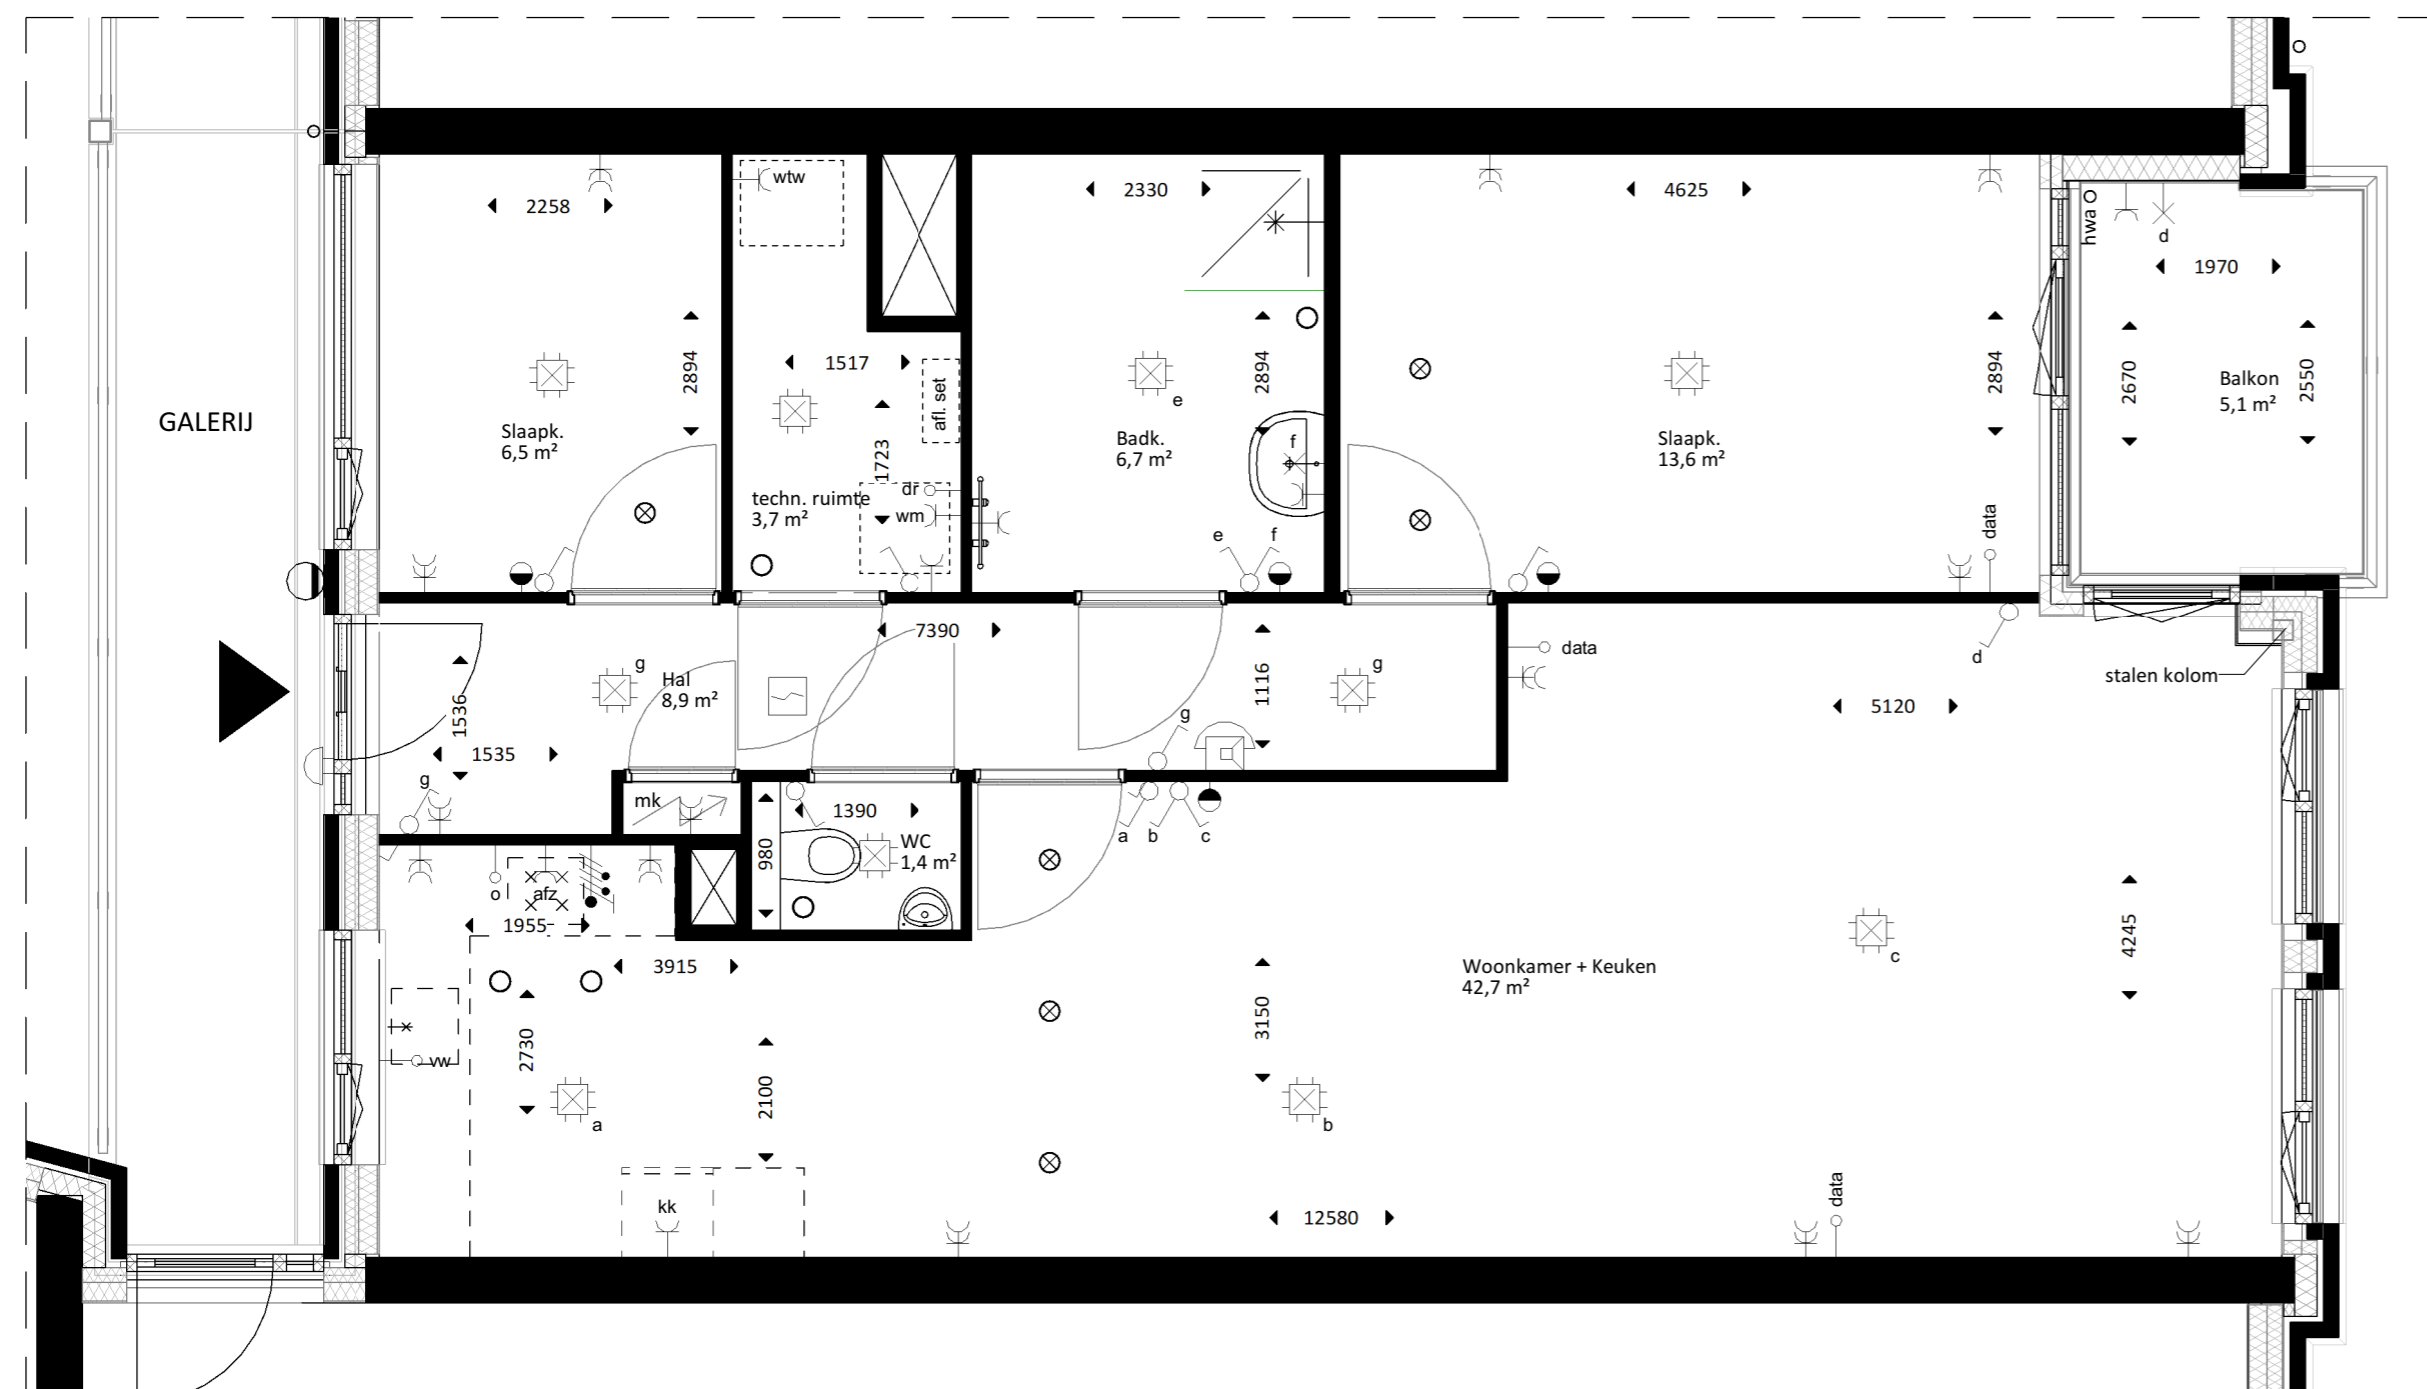 wtw
2258
2330
4625
hwa
d
1970
2894
1517
afl. set
2894
2894
2670
2550
GALERIJ
e
Balkon
5,1 m²
Slaapk.
6,5 m²
1723
Badk.
6,7 m²
f
Slaapk.
13,6 m²
techn. ruimte
3,7 m²
dr
wm
e
f
data
7390
g
Hal
8,9 m²
1116
g
data
d
stalen kolom
1536
1535
g
5120
g
mk
1390
980
WC
1,4 m²
a
b
c
o
afz
1955
3915
4245
c
Woonkamer + Keuken
42,7 m²
2730
vw
2100
3150
a
b
kk
12580
data